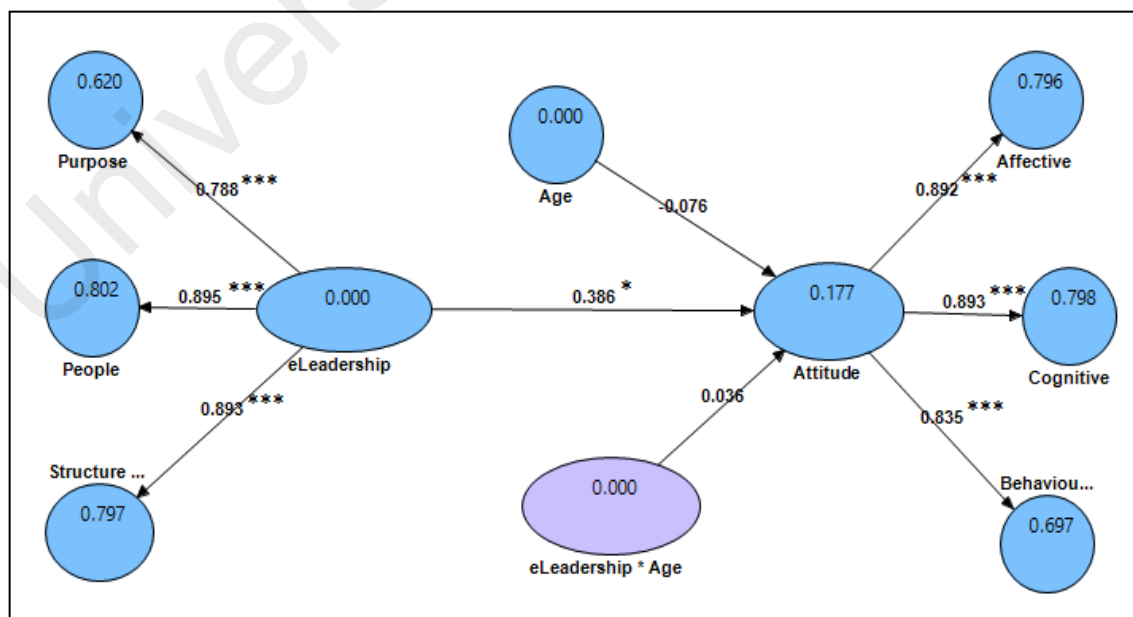 Univers
0.620
Purpose
0.788 ***
0.802
People
0.895 ***
0.000
eLeadership
0.893 ***
Structure ...
0.797
0.000
Age
-0.076
0.386 *
0.177
Attitude
0.036
0.000
eLeadership * Age
0.796
Affective
0.892 ***
0.893 ***
0.798
Cognitive
0.835 ***
Behaviou...
0.697